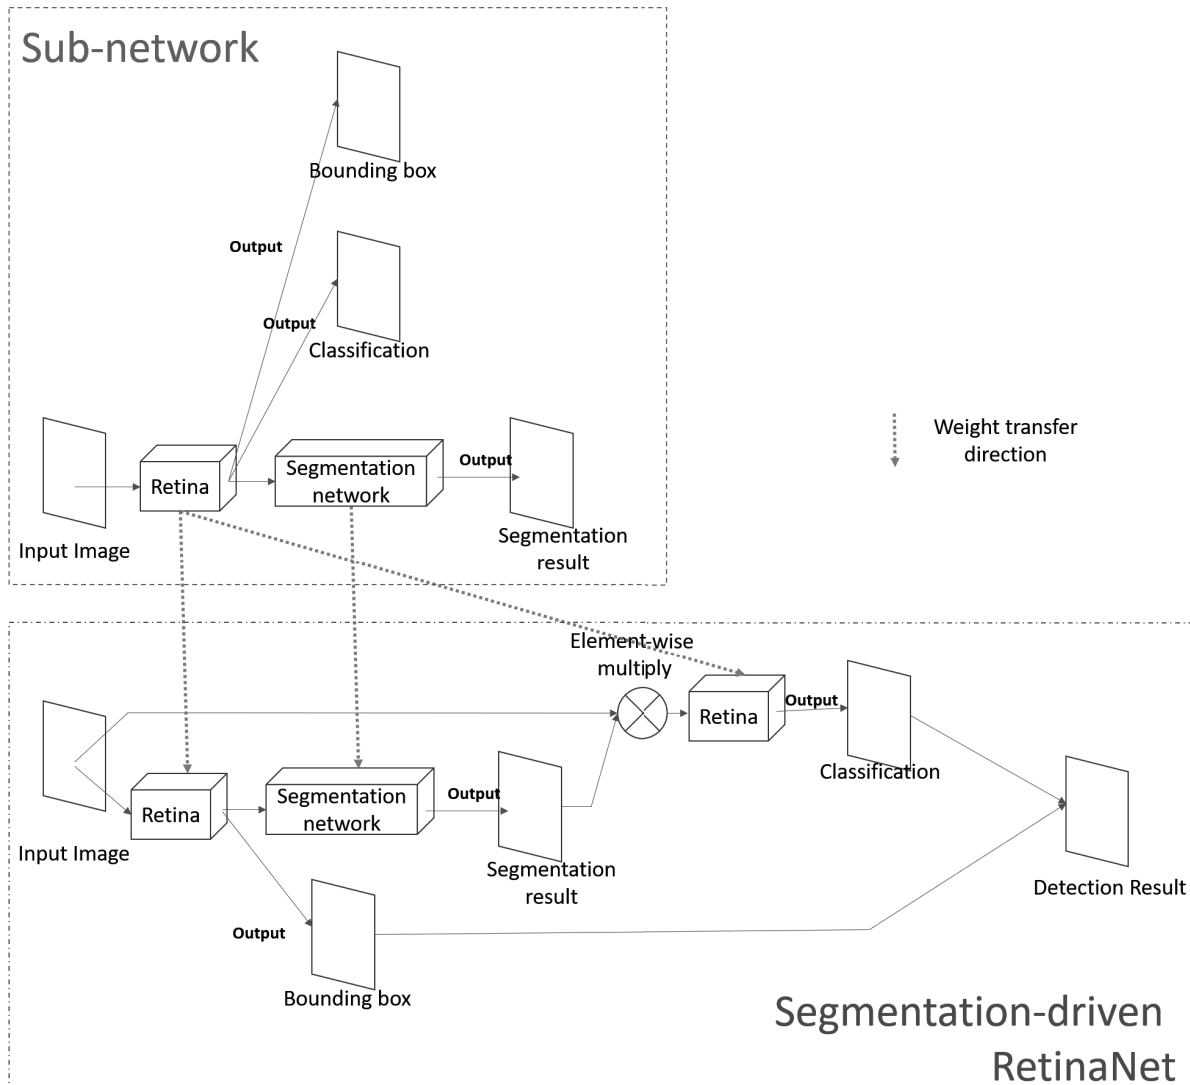 Sub-network
Bounding box
Output
Output
Classification
Input Image
Retina
Segmentation
network
Output
Segmentation
result
Weight transfer
direction
Element-wise
multiply
Retina
Output
Classification
Input Image
Retina
Segmentation
network
Output
Segmentation
result
Output
Bounding box
Detection Result
Segmentation-driven
RetinaNet